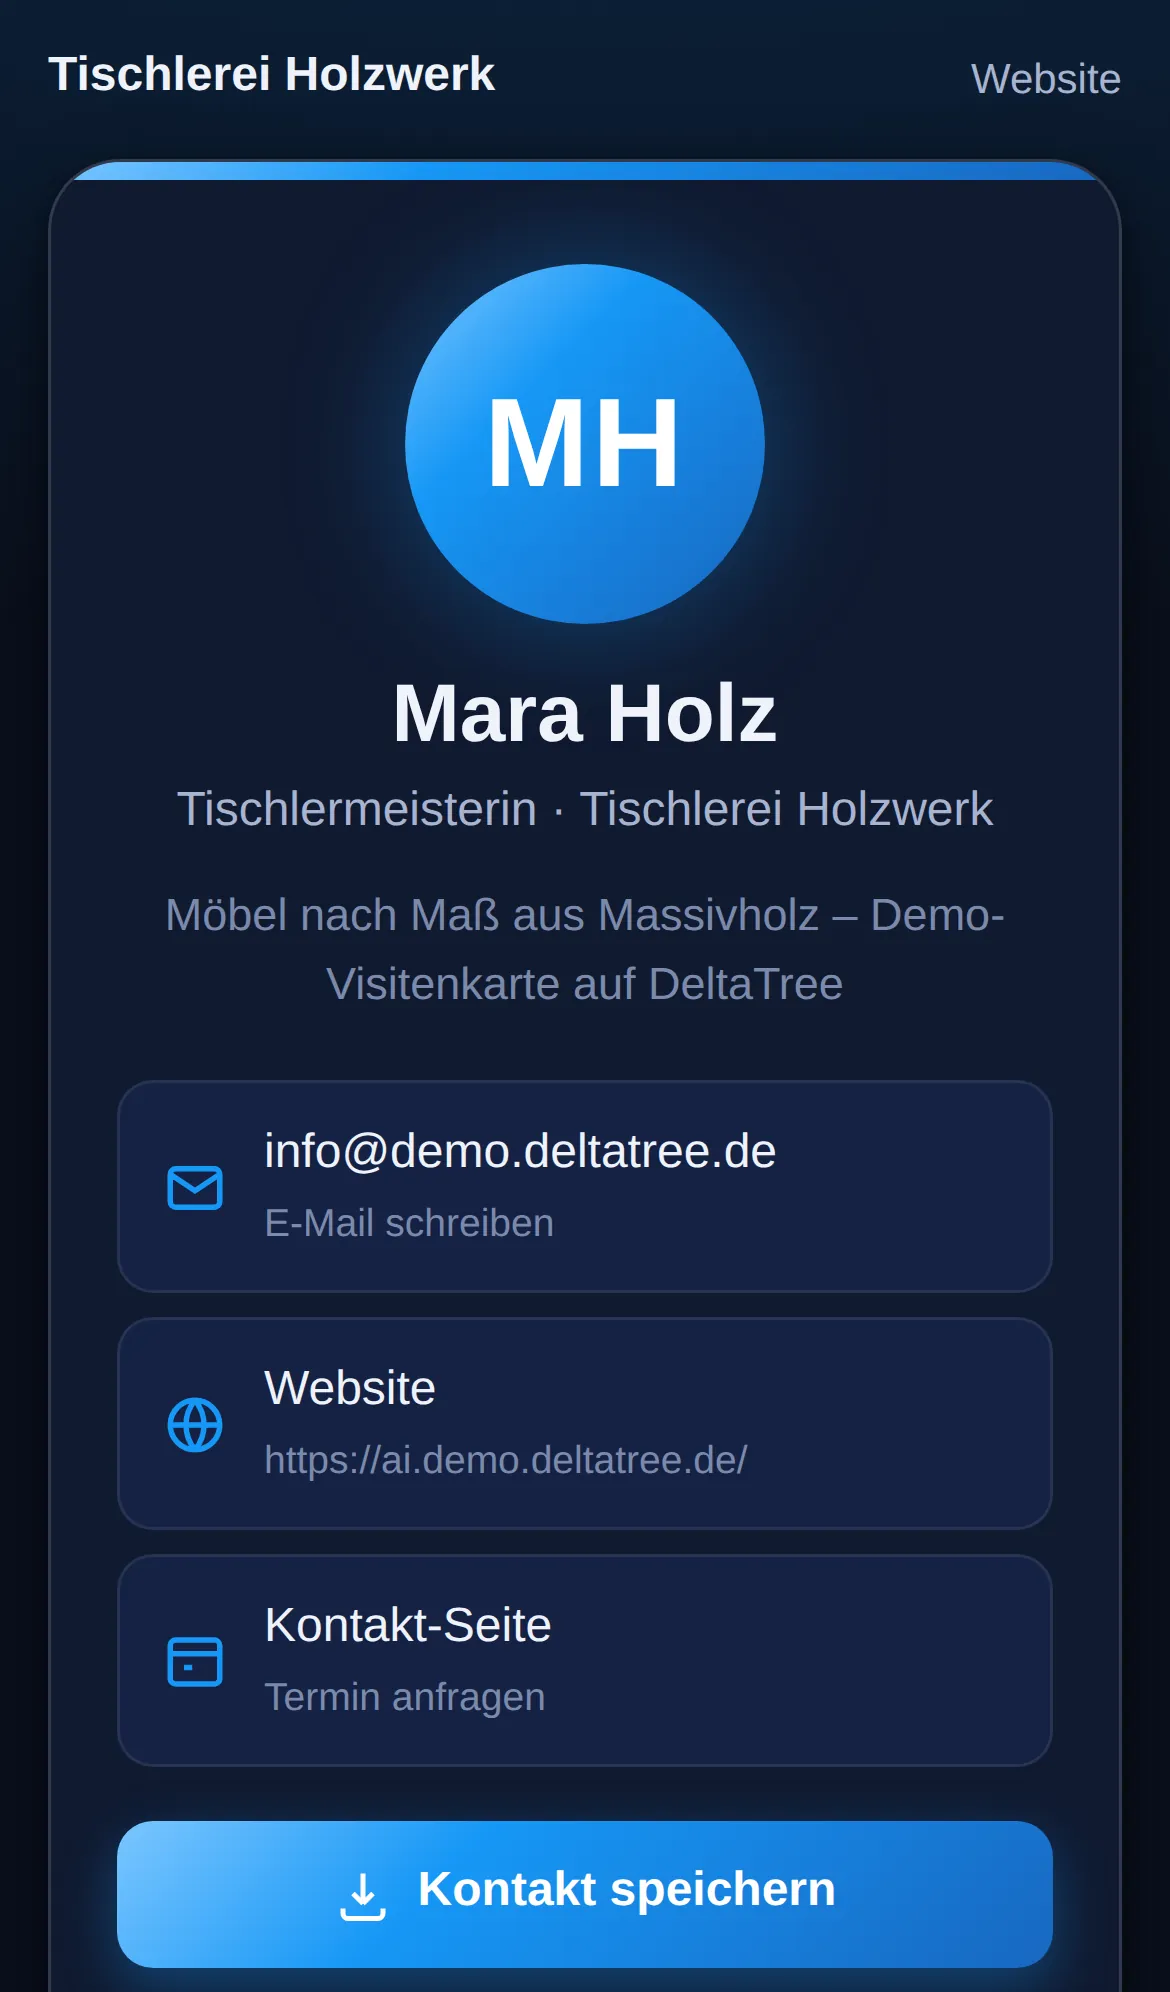 Tischlerei Holzwerk
Website
MH
Mara Holz
Tischlermeisterin · Tischlerei Holzwerk
Möbel nach Maß aus Massivholz – Demo-
Visitenkarte auf DeltaTree
info@demo.deltatree.de
E-Mail schreiben
Website
https://ai.demo.deltatree.de/
Kontakt-Seite
Termin anfragen
Kontakt speichern